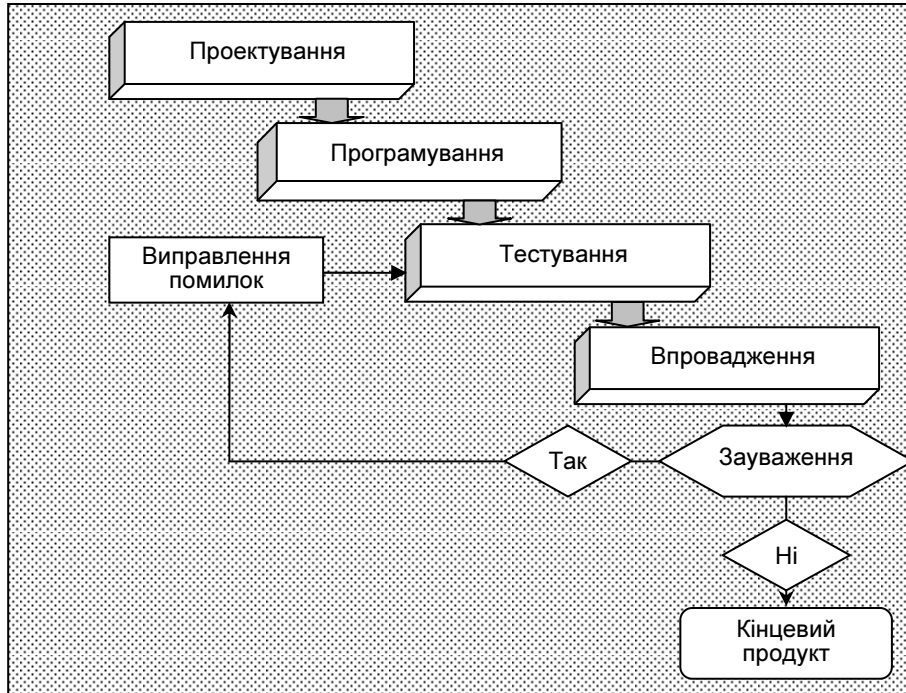 Проектування
Програмування
Тестування
Виправлення
помилок
Впровадження
Зауваження
Так
Ні
Кінцевий
продукт